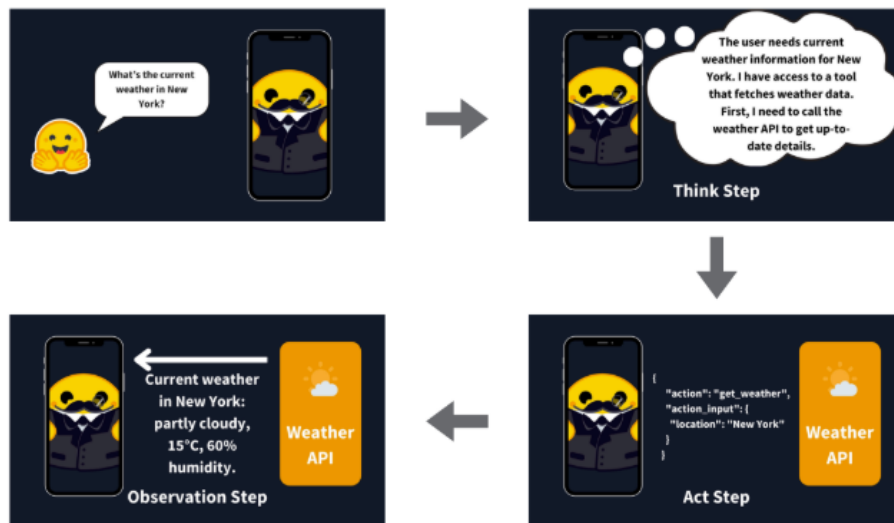 What's the current
weather in New
York?
The user needs current
weather information for New
York. I have access to a tool
that fetches weather data.
First, I need to call the
weather API to get up-to-
date details.
Think Step
{
"action": "get_weather",
"action_input": {
"location": "New York"
}
}
Weather
API
Act Step
Current weather
in New York:
partly cloudy,
15°C, 60%
humidity.
Weather
API
Observation Step